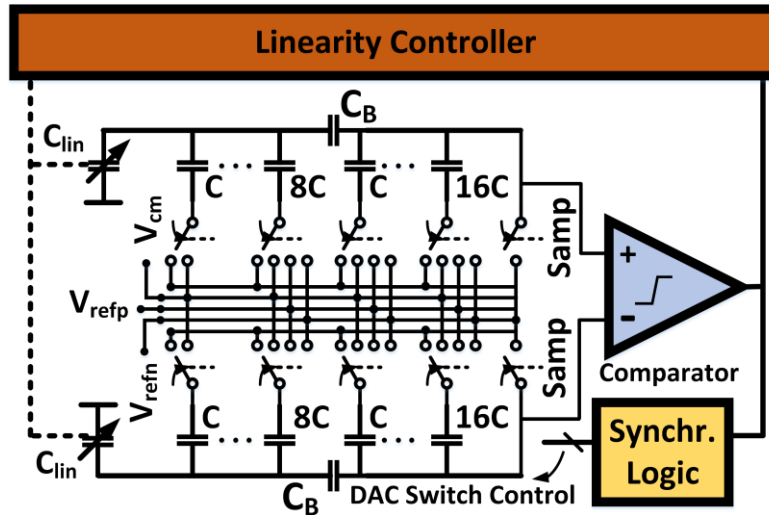 Linearity Controller
C_B
C_lin
C
8C
C
16C
V_cm
Samp
+
V_refp
-
Samp
V_refn
Comparator
C
8C
C
16C
Synchr.
Logic
C_lin
C_B
DAC Switch Control